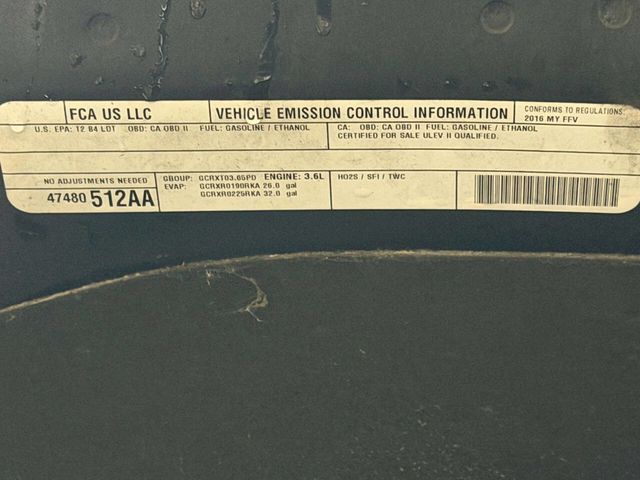 FCA US LLC
VEHICLE EMISSION CONTROL INFORMATION
CONFORMS TO REGULATIONS:
2016 MY FFV
U.S. EPA: T2 B4 LDT OBD: CA OBD II FUEL: GASOLINE / ETHANOL
CA: OBD: CA OBD II FUEL: GASOLINE / ETHANOL
CERTIFIED FOR SALE ULEV II QUALIFIED.
NO ADJUSTMENTS NEEDED
47480 512AA
GROUP: GCRXT03.65PD ENGINE: 3.6L
EVAP: GCRXR0190RKA 26.0 gal
GCRXR0225RKA 32.0 gal
HO2S / SFI / TWC